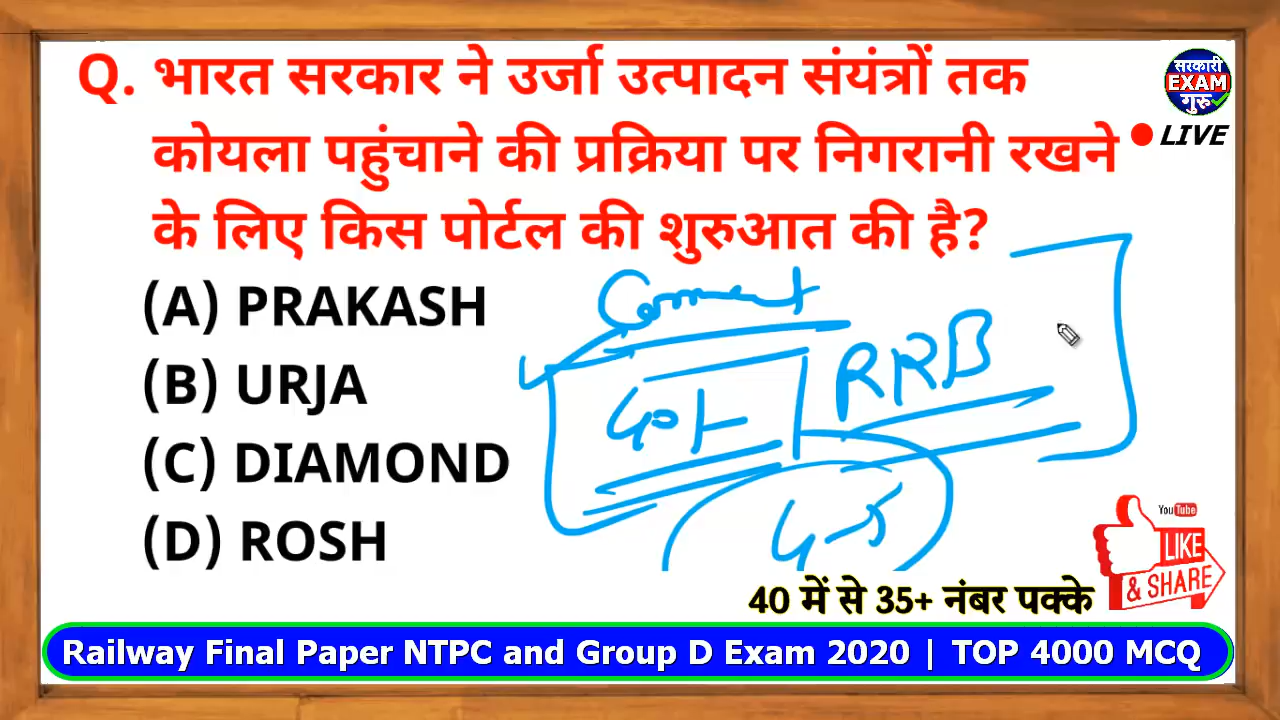 Q. भारत सरकार ने उर्जा उत्पादन संयंत्रों तक
कोयला पहुंचाने की प्रक्रिया पर निगरानी रखने
के लिए किस पोर्टल की शुरुआत की है?
सरकारी
EXAM
गुरु
LIVE
(A) PRAKASH
(B) URJA
(C) DIAMOND
(D) ROSH
Comment
RRB
YouTube
LIKE
& SHARE
40 में से 35+ नंबर पक्के
Railway Final Paper NTPC and Group D Exam 2020 | TOP 4000 MCQ